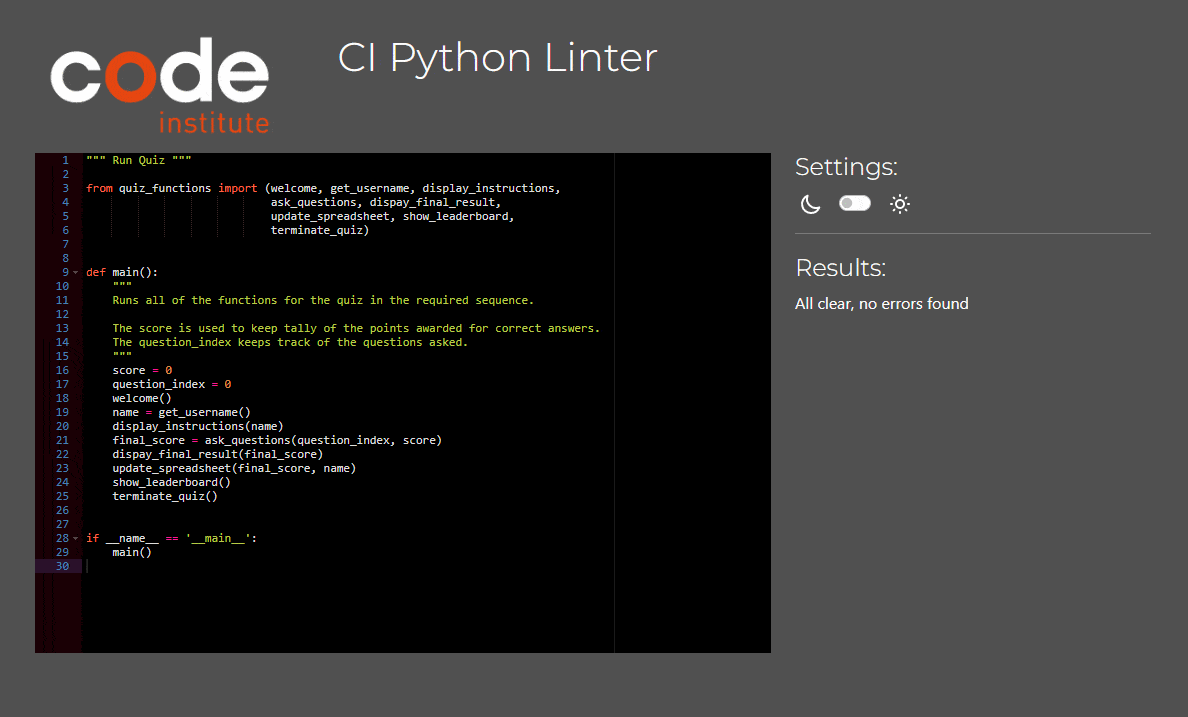 code
institute
CI Python Linter
1 """ Run Quiz """
2
3 from quiz_functions import (welcome, get_username, display_instructions,
4 ask_questions, dispay_final_result,
5 update_spreadsheet, show_leaderboard,
6 terminate_quiz)
7
8
9 def main():
10 """
11 Runs all of the functions for the quiz in the required sequence.
12
13 The score is used to keep tally of the points awarded for correct answers.
14 The question_index keeps track of the questions asked.
15 """
16 score = 0
17 question_index = 0
18 welcome()
19 name = get_username()
20 display_instructions(name)
21 final_score = ask_questions(question_index, score)
22 dispay_final_result(final_score)
23 update_spreadsheet(final_score, name)
24 show_leaderboard()
25 terminate_quiz()
26
27
28 if __name__ == '__main__':
29 main()
30
Settings:
Results:
All clear, no errors found